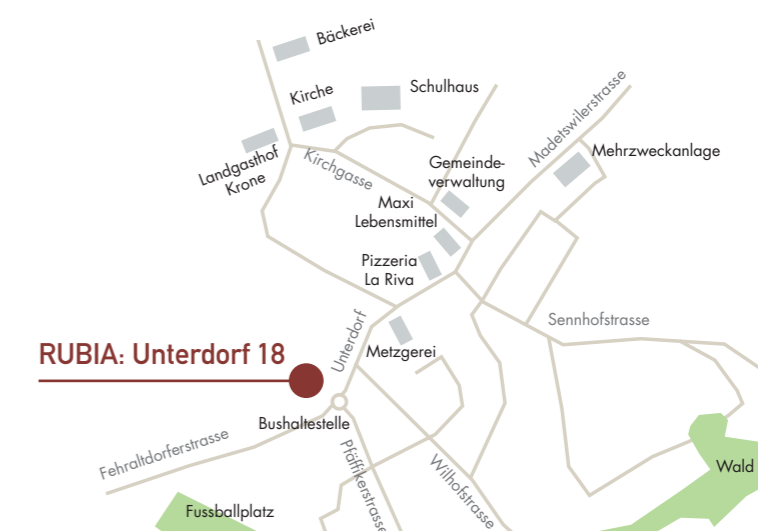 Bäckerei
Kirche
Schulhaus
Landgasthof
Krone
Kirchgasse
Madetswilerstrasse
Mehrzweckanlage
Gemeinde-
verwaltung
Maxi
Lebensmittel
Pizzeria
La Riva
Sennhofstrasse
Unterdorf
Metzgerei
RUBIA: Unterdorf 18
Bushaltestelle
Fehraltdorferstrasse
Pfäffikerstrasse
Wilhofstrasse
Wald
Fussballplatz